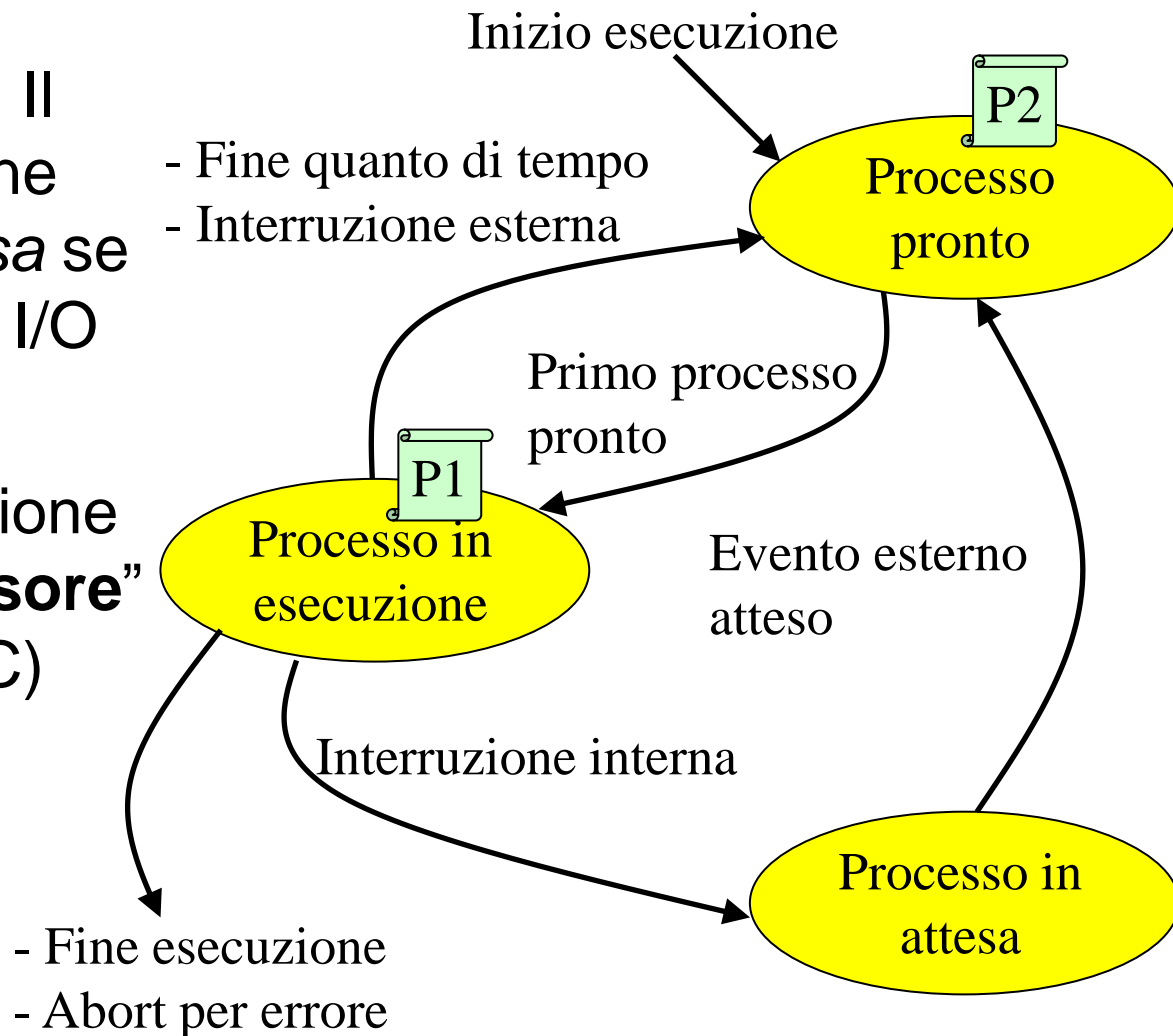 Inizio esecuzione
Il
ne
sa se
I/O
ione
sore”
C)
- Fine quanto di tempo
- Interruzione esterna
P2
Processo
pronto
Primo processo
pronto
P1
Processo in
esecuzione
Evento esterno
atteso
Interruzione interna
Processo in
attesa
- Fine esecuzione
- Abort per errore